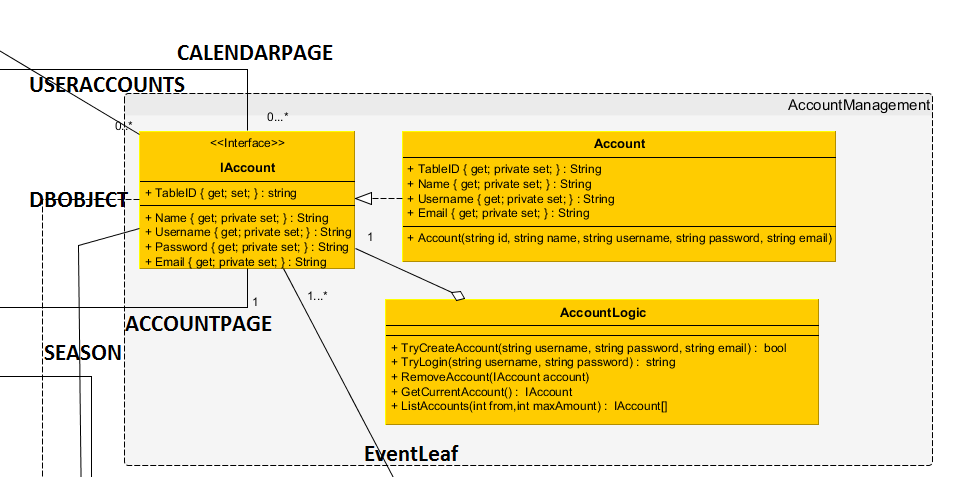 CALENDARPAGE
USERACCOUNTS
AccountManagement
0...*
0...*
<<Interface>>
IAccount
+ TableID { get; set; } : string
+ Name { get; private set; } : String
+ Username { get; private set; } : String
+ Password { get; private set; } : String
+ Email { get; private set; } : String
Account
+ TableID { get; private set; } : String
+ Name { get; private set; } : String
+ Username { get; private set; } : String
+ Email { get; private set; } : String
+ Account(string id, string name, string username, string password, string email)
DBOBJECT
1
1
1...*
ACCOUNTPAGE
SEASON
AccountLogic
+ TryCreateAccount(string username, string password, string email) : bool
+ TryLogin(string username, string password) : string
+ RemoveAccount(IAccount account)
+ GetCurrentAccount() : IAccount
+ ListAccounts(int from,int maxAmount) : IAccount[]
EventLeaf